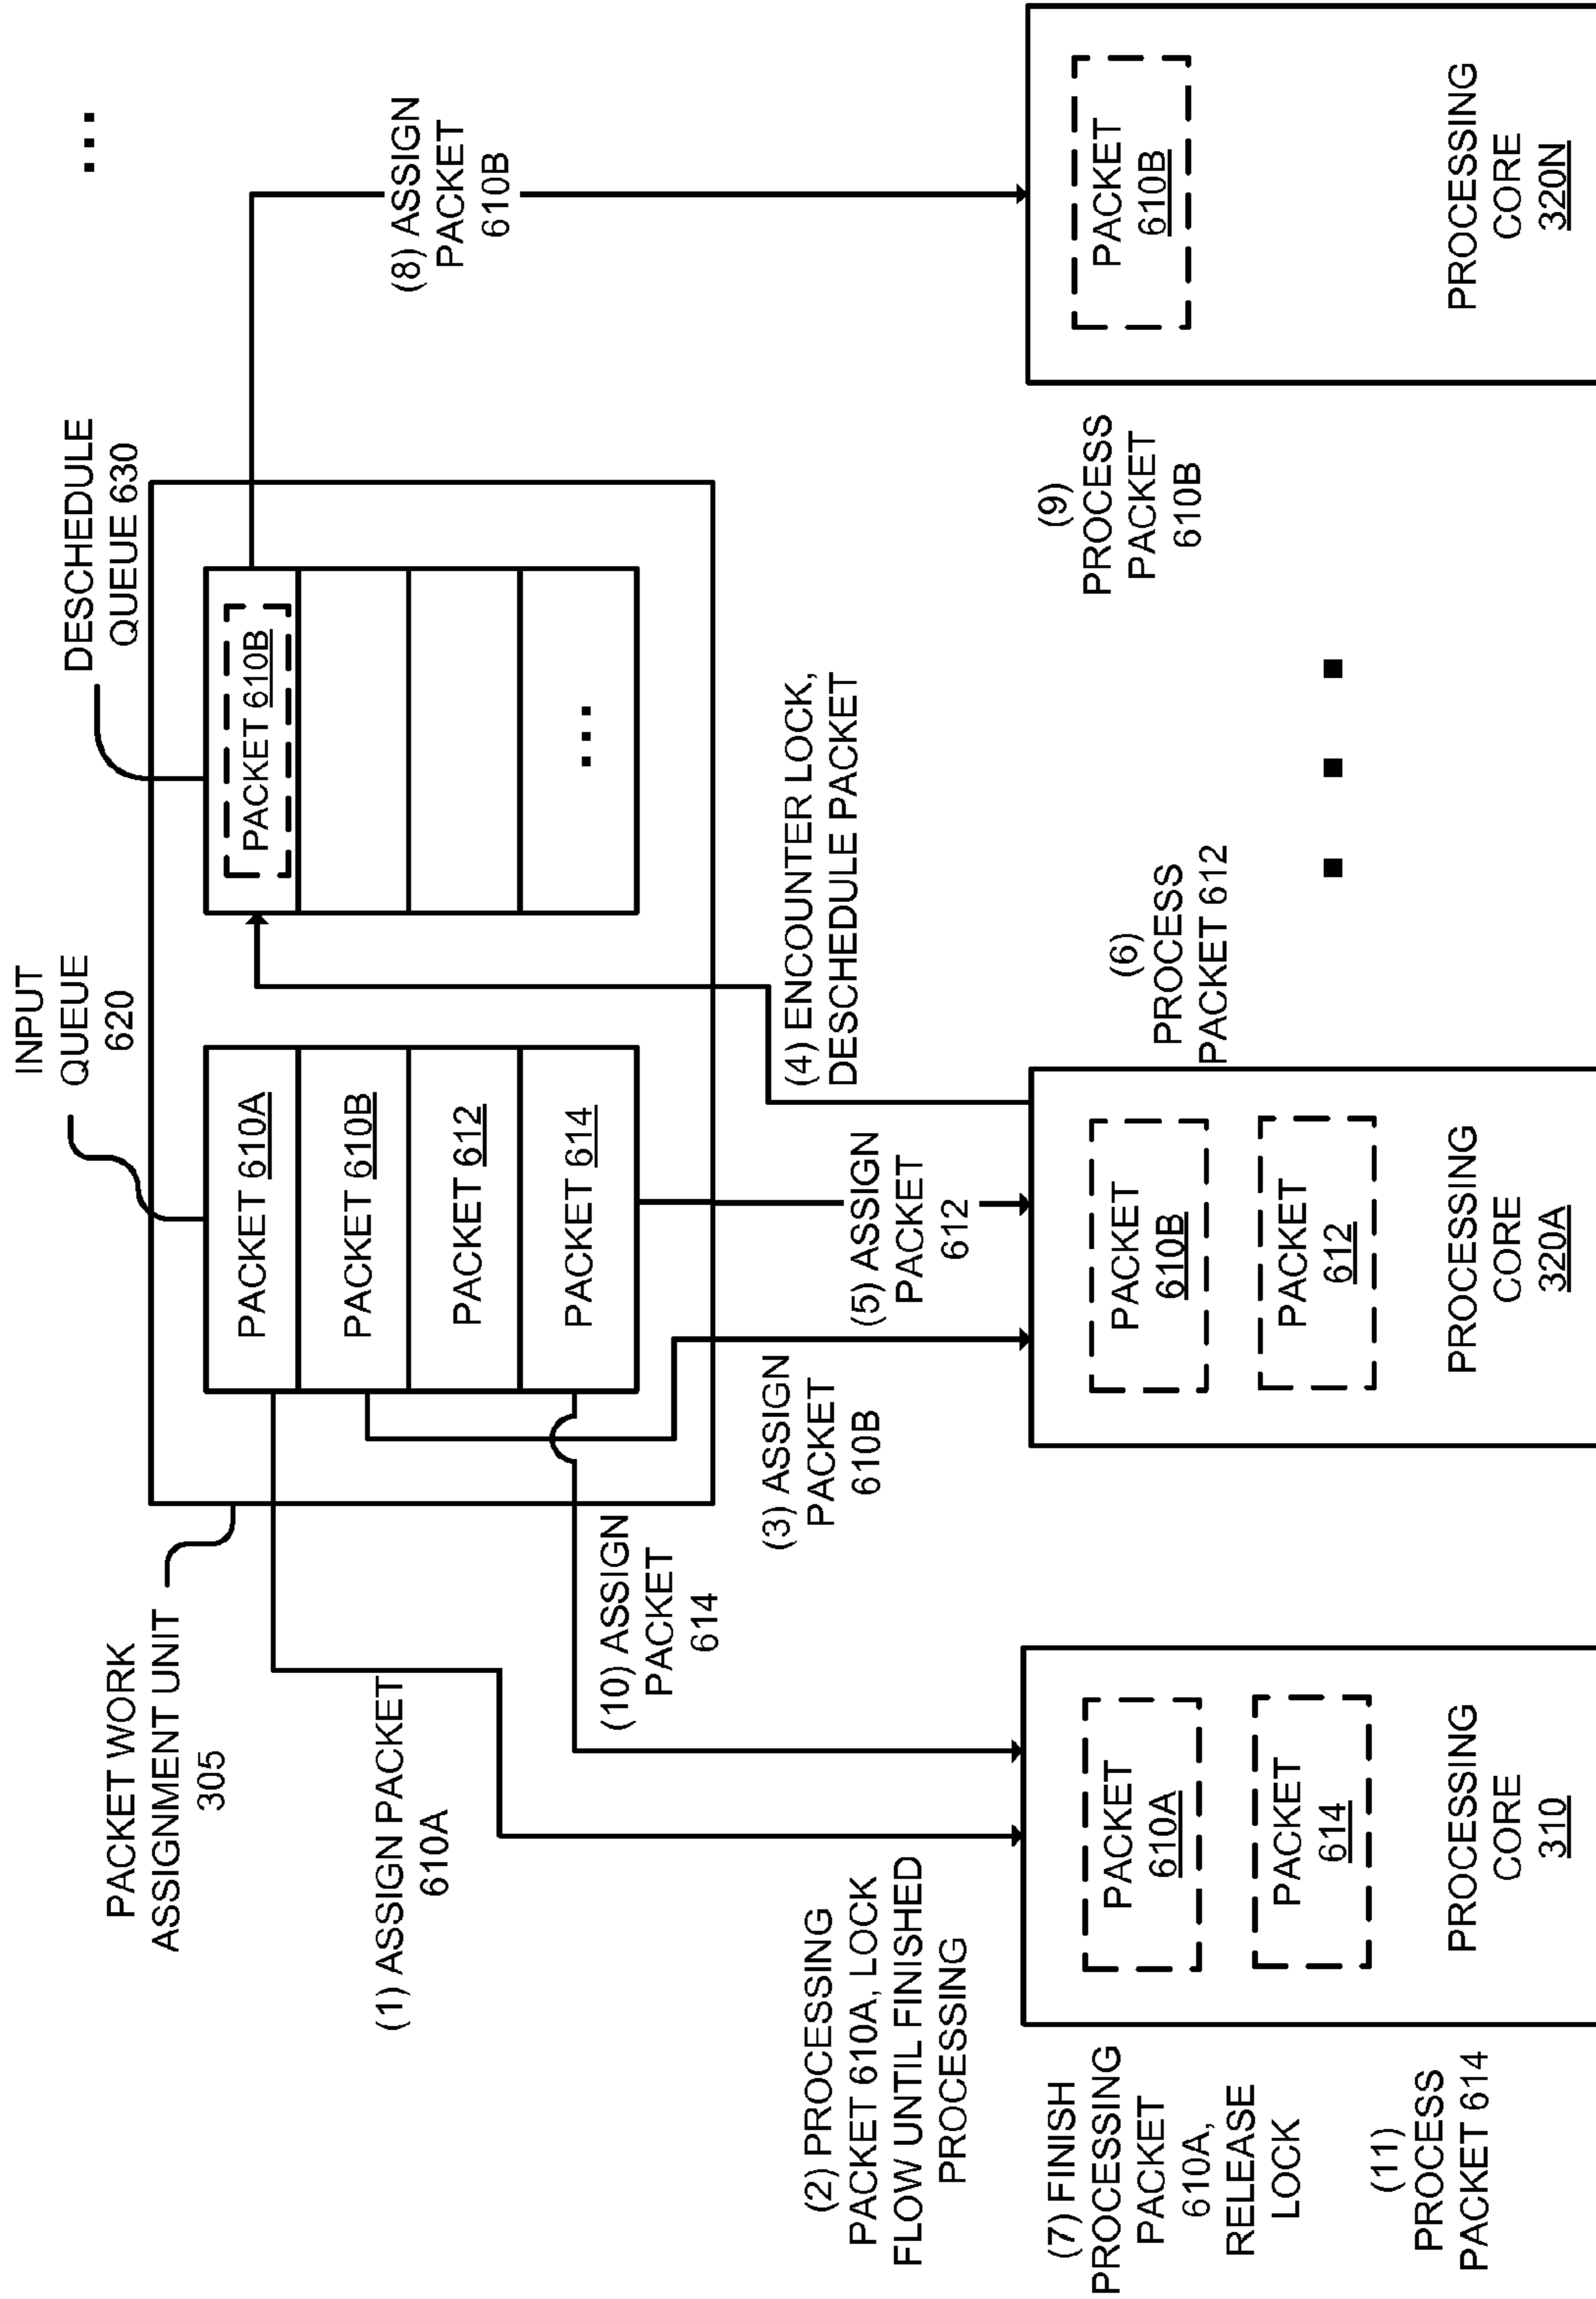 PACKET WORK
ASSIGNMENT UNIT
305
INPUT
QUEUE
620
DESCHEDULE
QUEUE 630
...
PACKET 610A
PACKET 610B
PACKET 612
PACKET 614
PACKET 610B
...
(1) ASSIGN PACKET
610A
(10) ASSIGN
PACKET
614
(3) ASSIGN
PACKET
610B
(5) ASSIGN
PACKET
612
(4) ENCOUNTER LOCK,
DESCHEDULE PACKET
(8) ASSIGN
PACKET
610B
(2) PROCESSING
PACKET 610A, LOCK
FLOW UNTIL FINISHED
PROCESSING
(7) FINISH
PROCESSING
PACKET
610A,
RELEASE
LOCK
(11)
PROCESS
PACKET 614
PACKET
610A
PACKET
614
PROCESSING
CORE
310
PACKET
610B
PACKET
612
PROCESSING
CORE
320A
(6)
PROCESS
PACKET 612
(9)
PROCESS
PACKET
610B
PACKET
610B
PROCESSING
CORE
320N